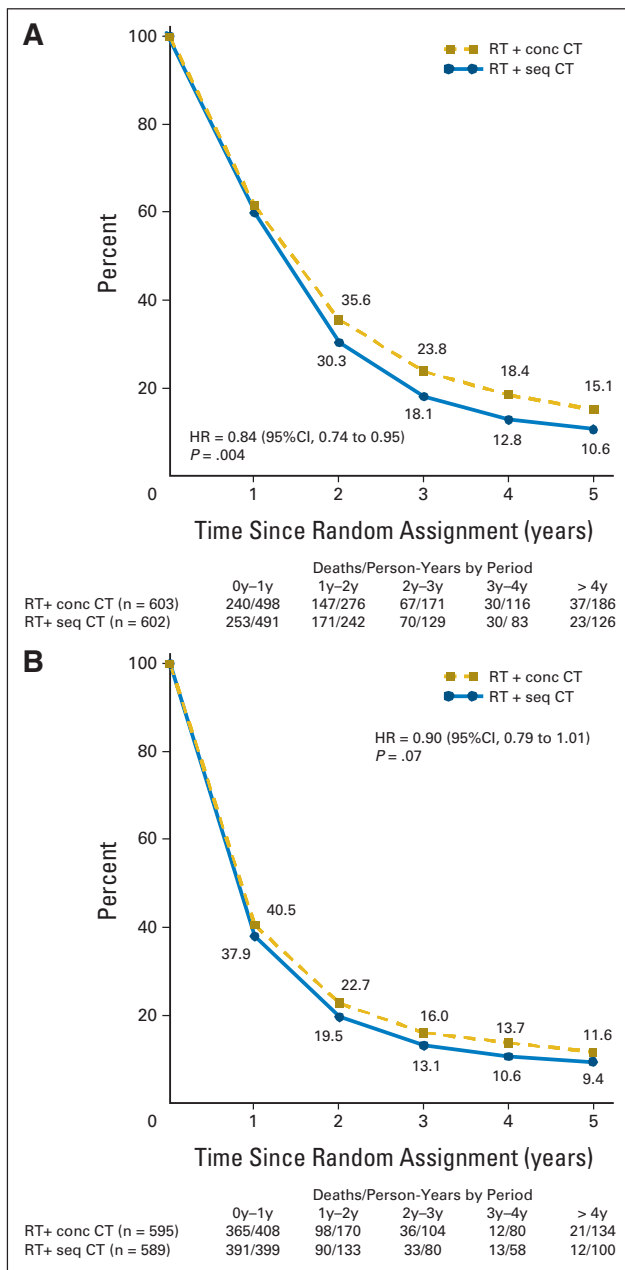 A
RT + conc CT
RT + seq CT
100
80
60
40
20
0
Percent
35.6
30.3
23.8
18.1
18.4
12.8
15.1
10.6
HR = 0.84 (95%CI, 0.74 to 0.95)
P = .004
1 2 3 4 5
Time Since Random Assignment (years)
Deaths/Person-Years by Period
0y–1y 1y–2y 2y–3y 3y–4y > 4y
RT+ conc CT (n = 603) 240/498 147/276 67/171 30/116 37/186
RT+ seq CT (n = 602) 253/491 171/242 70/129 30/ 83 23/126
B
RT + conc CT
RT + seq CT
HR = 0.90 (95%CI, 0.79 to 1.01)
P = .07
100
80
60
40
20
0
Percent
40.5
37.9
22.7
19.5
16.0
13.1
13.7
10.6
11.6
9.4
1 2 3 4 5
Time Since Random Assignment (years)
Deaths/Person-Years by Period
0y–1y 1y–2y 2y–3y 3y–4y > 4y
RT+ conc CT (n = 595) 365/408 98/170 36/104 12/80 21/134
RT+ seq CT (n = 589) 391/399 90/133 33/80 13/58 12/100